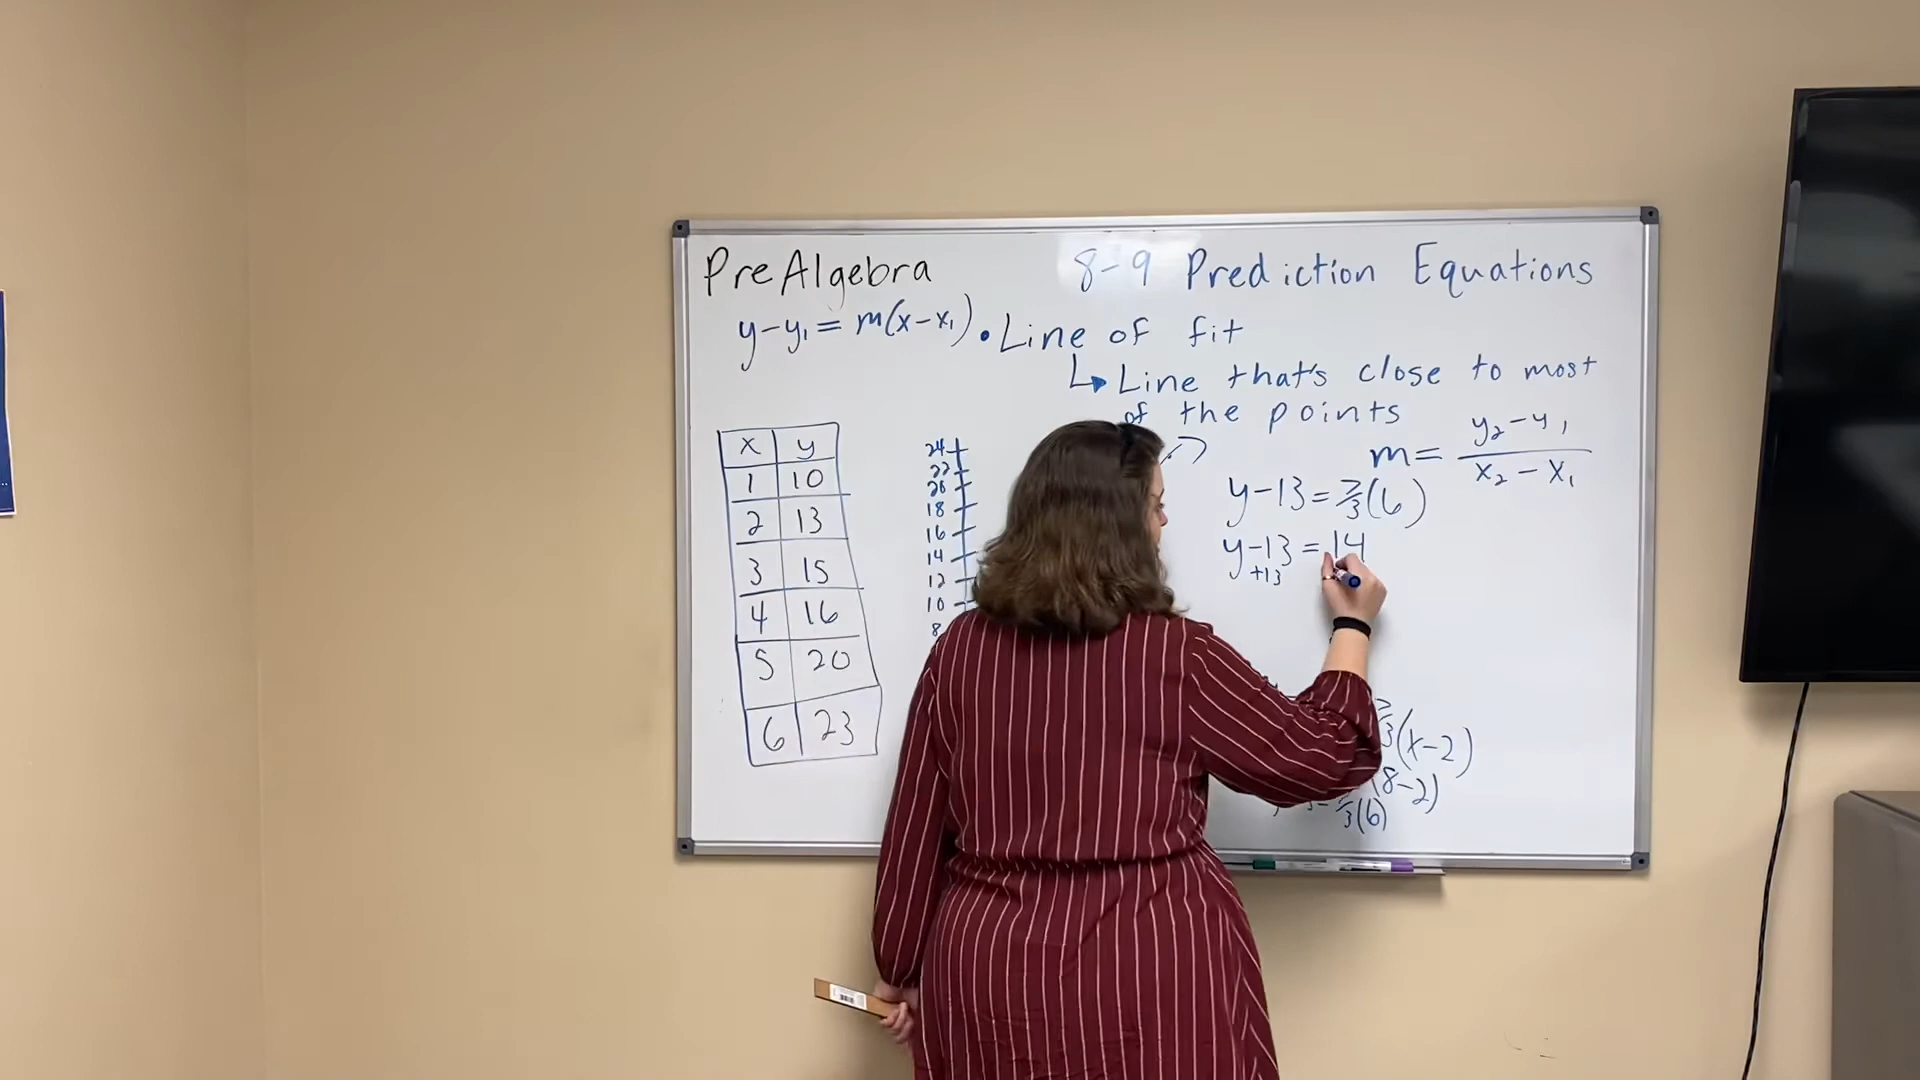 PreAlgebra
8-9 Prediction Equations
y-y₁ = m(x-x₁)
• Line of fit
↳ Line that's close to most
of the points
m = (y₂-y₁)/(x₂-x₁)
x y
1 10
2 13
3 15
4 16
5 20
6 23
24
22
20
18
16
14
12
10
8
y-13 = 7/3(6)
y-13 = 14
+13
(x-2)
(8-2)
7/3(6)